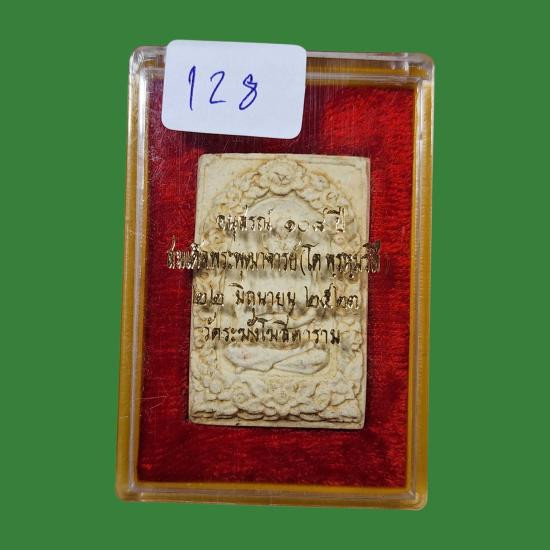 128
อนุสรณ์ ๑๐๘ ปี
สมเด็จพระพุฒาจารย์ (โต พรหมรํสี)
๒๒ มิถุนายน ๒๕๒๓
วัดระฆังโฆสิตาราม